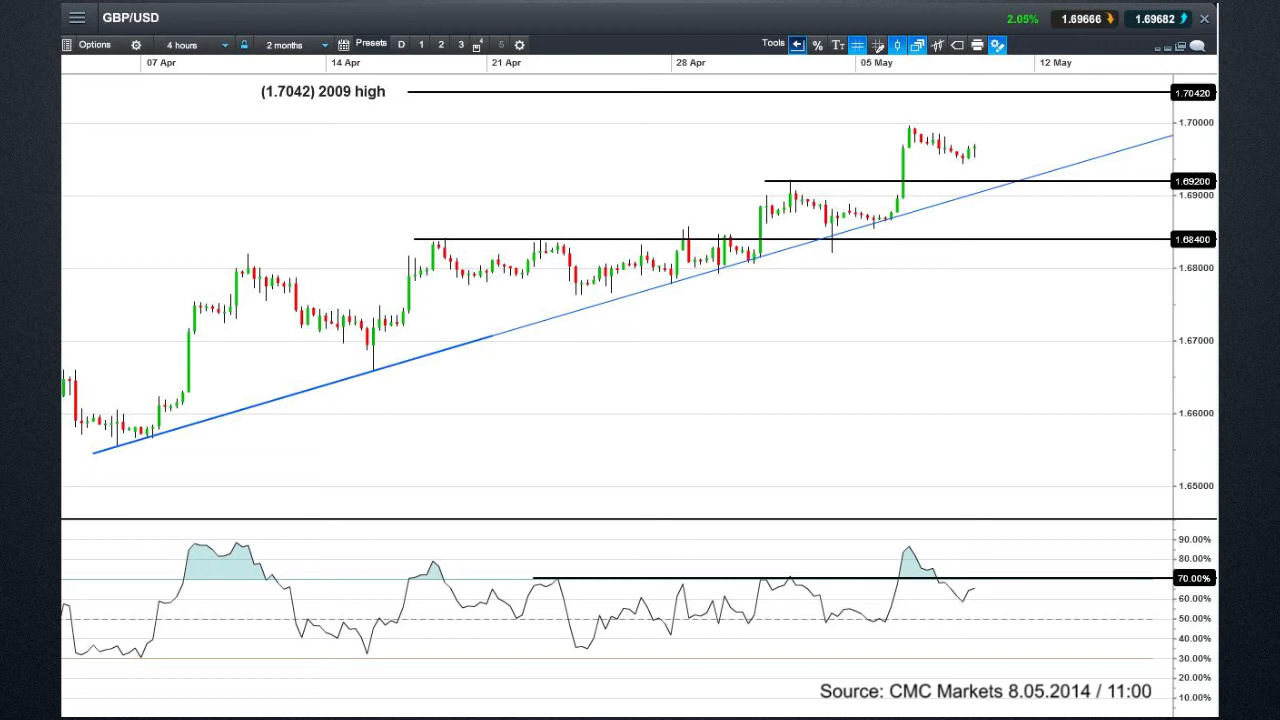 GBP/USD
2.05%
1.69666
1.69682
Options
4 hours
2 months
Presets
D
1
2
3
4
5
Tools
%
07 Apr
14 Apr
21 Apr
28 Apr
05 May
12 May
(1.7042) 2009 high
1.70420
1.70000
1.69200
1.69000
1.68400
1.68000
1.67000
1.66000
1.65000
90.00%
80.00%
70.00%
60.00%
50.00%
40.00%
30.00%
20.00%
10.00%
Source: CMC Markets 8.05.2014 / 11:00